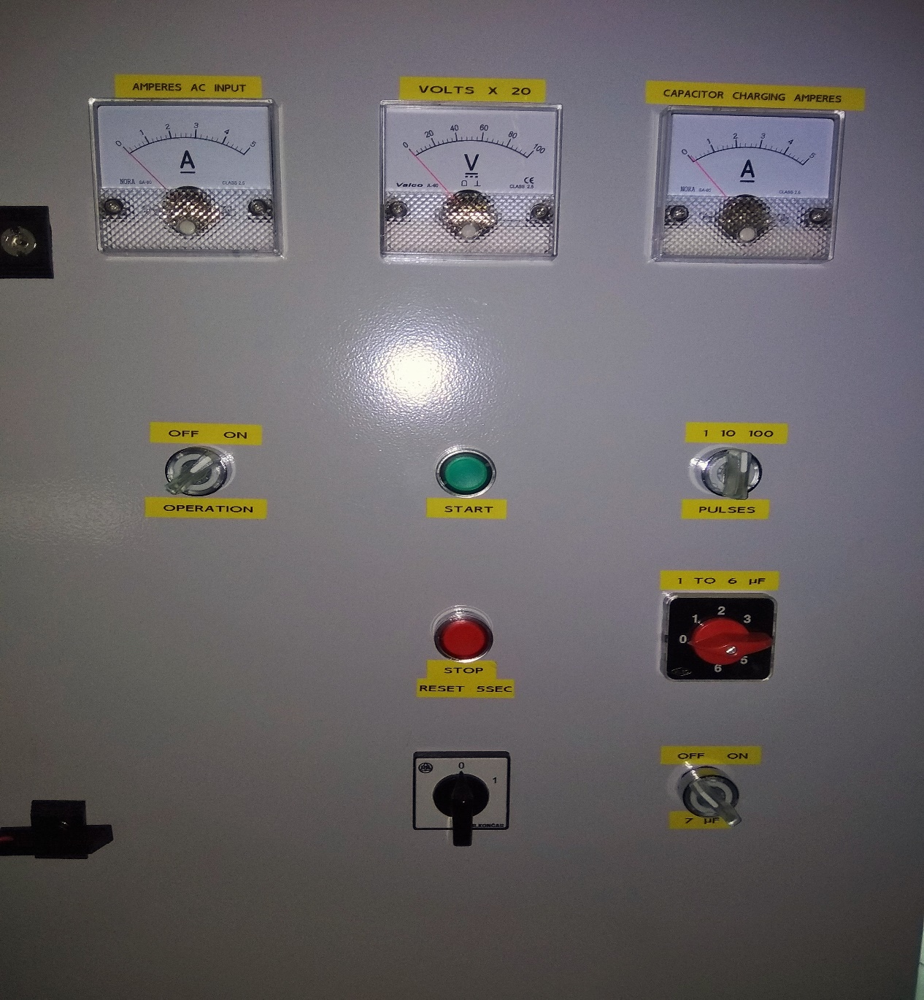 AMPERES AC INPUT
VOLTS X 20
CAPACITOR CHARGING AMPERES
0 1 2 3 4 5
A
NORA SA-80 CLASS 2.5
0 20 40 60 80 100
V
Valco JL-60 CLASS 2.5 CE
0 1 2 3 4 5
A
NORA SA-80 CLASS 2.5
OFF ON
OPERATION
START
1 10 100
PULSES
1 TO 6 µF
0 1 2 3 5 6
STOP
RESET 5SEC
0 1
KONČAR
OFF ON
7 µF